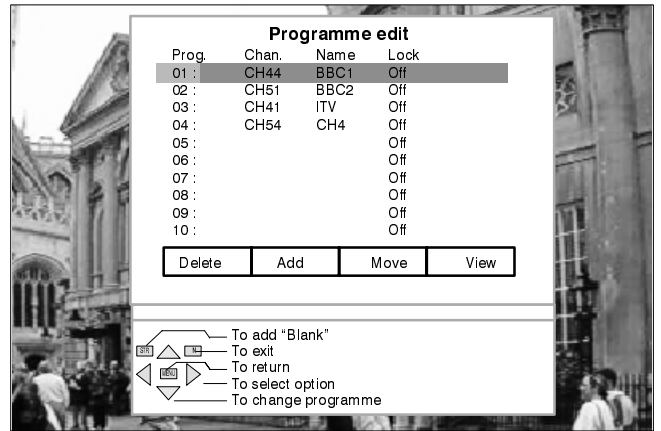 Programme edit
Prog. Chan. Name Lock
01 : CH44 BBC1 Off
02 : CH51 BBC2 Off
03 : CH41 ITV Off
04 : CH54 CH4 Off
05 : Off
06 : Off
07 : Off
08 : Off
09 : Off
10 : Off
Delete Add Move View
To add “Blank”
STR N To exit
To return
MENU
To select option
To change programme